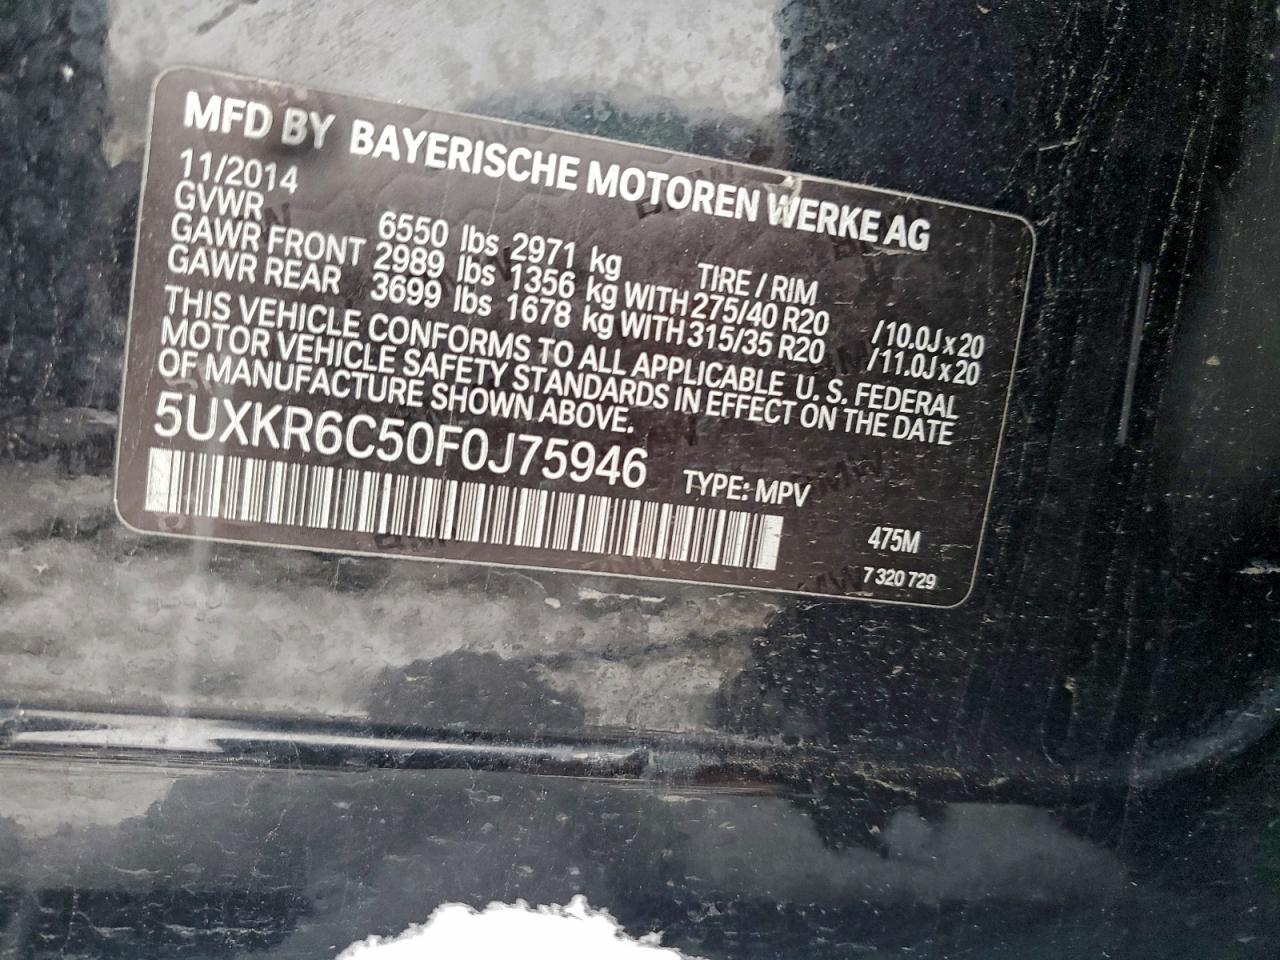 MFD BY BAYERISCHE MOTOREN WERKE AG
11/2014
GVWR 6550 lbs 2971 kg TIRE / RIM
GAWR FRONT 2989 lbs 1356 kg WITH 275/40 R20 /10.0J x 20
GAWR REAR 3699 lbs 1678 kg WITH 315/35 R20 /11.0J x 20
THIS VEHICLE CONFORMS TO ALL APPLICABLE U. S. FEDERAL
MOTOR VEHICLE SAFETY STANDARDS IN EFFECT ON THE DATE
OF MANUFACTURE SHOWN ABOVE.
5UXKR6C50F0J75946 TYPE: MPV
475M
7 320 729